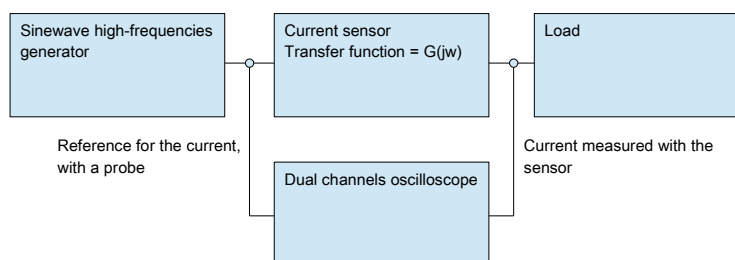 Sinewave high-frequencies
generator
Current sensor
Transfer function = G(jw)
Load
Reference for the current,
with a probe
Current measured with the
sensor
Dual channels oscilloscope